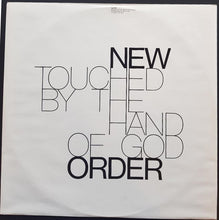 NEW
TOUCHED
BY THE
HAND
OF GOD
ORDER